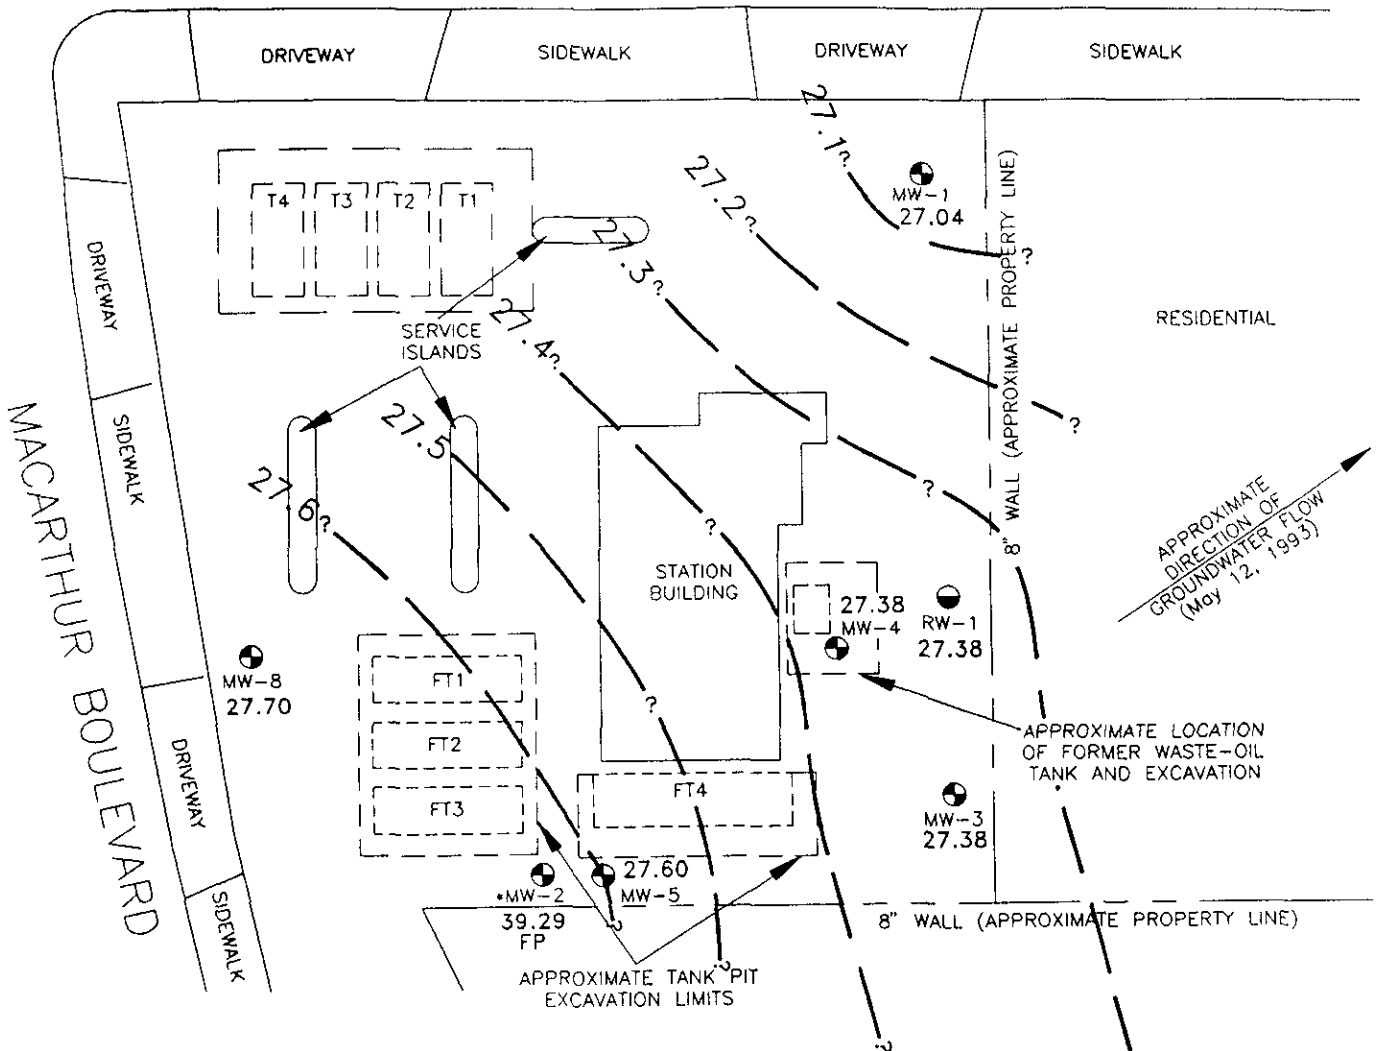 DRIVEWAY
SIDEWALK
DRIVEWAY
SIDEWALK
27.1?
MW-1
27.04
?
27.2?
?
T4
T3
T2
T1
27.3?
?
SERVICE
ISLANDS
27.4?
?
?
27.5
?
?
27.6?
?
8" WALL (APPROXIMATE PROPERTY LINE)
RESIDENTIAL
APPROXIMATE
DIRECTION OF
GROUNDWATER FLOW
(May 12, 1993)
DRIVEWAY
SIDEWALK
DRIVEWAY
SIDEWALK
MACARTHUR BOULEVARD
STATION
BUILDING
27.38
MW-4
RW-1
27.38
MW-8
27.70
FT1
FT2
FT3
FT4
APPROXIMATE LOCATION
OF FORMER WASTE-OIL
TANK AND EXCAVATION
MW-3
27.38
27.60
MW-5
*MW-2
39.29
FP
8" WALL (APPROXIMATE PROPERTY LINE)
APPROXIMATE TANK PIT
EXCAVATION LIMITS